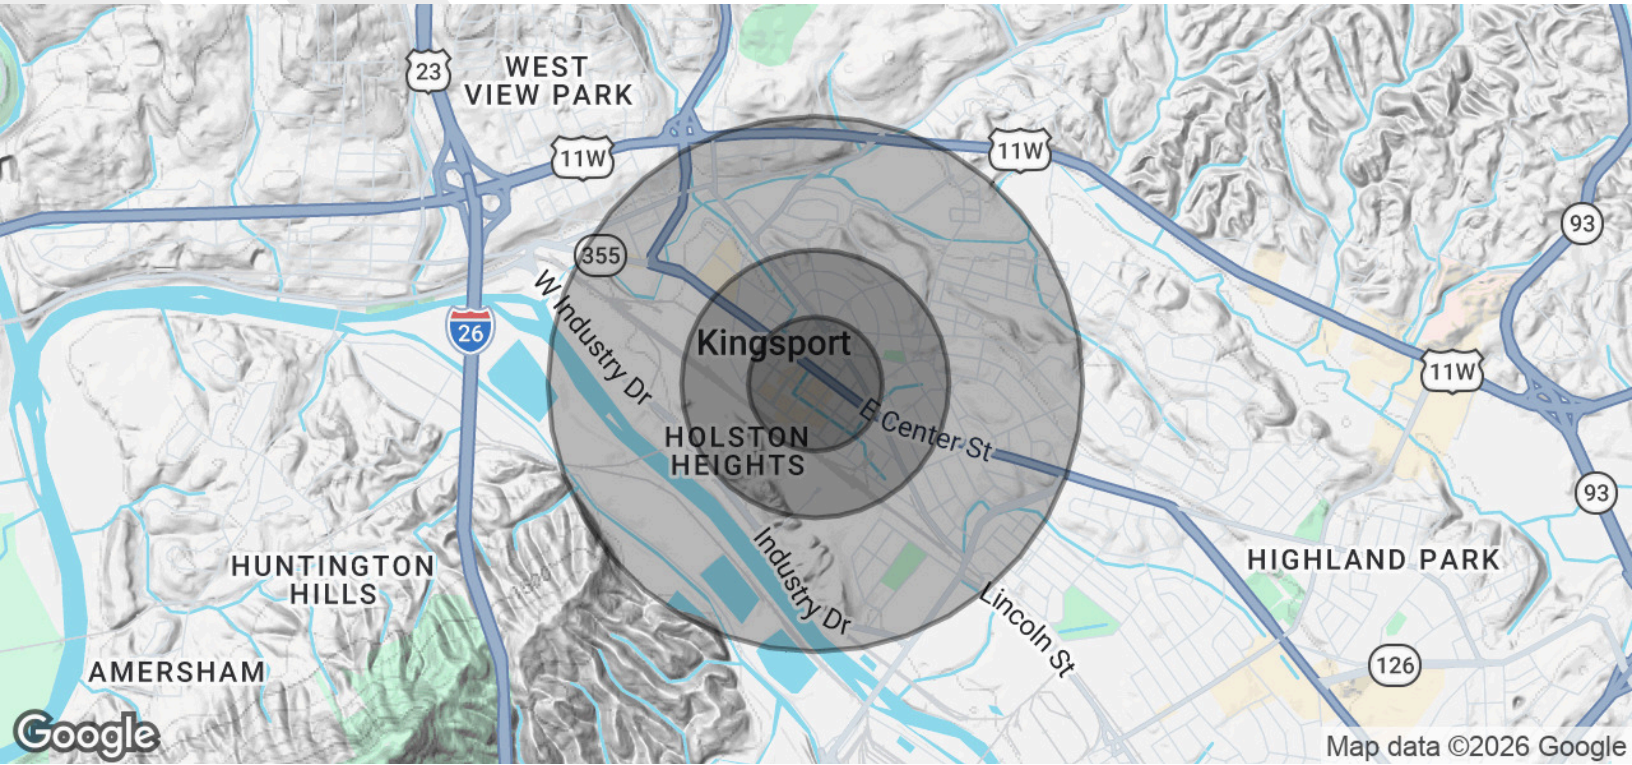 23
WEST
VIEW PARK
11W
11W
93
355
26
W Industry Dr
Kingsport
11W
E Center St
HOLSTON
HEIGHTS
93
HUNTINGTON
HILLS
1500
Industry Dr
HIGHLAND PARK
Lincoln St
AMERSHAM
126
Google
Map data ©2026 Google